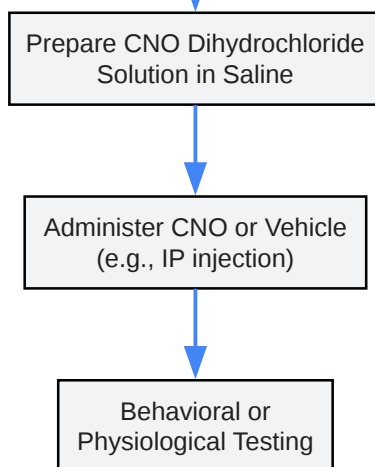 Prepare CNO Dihydrochloride
Solution in Saline
Administer CNO or Vehicle
(e.g., IP injection)
Behavioral or
Physiological Testing